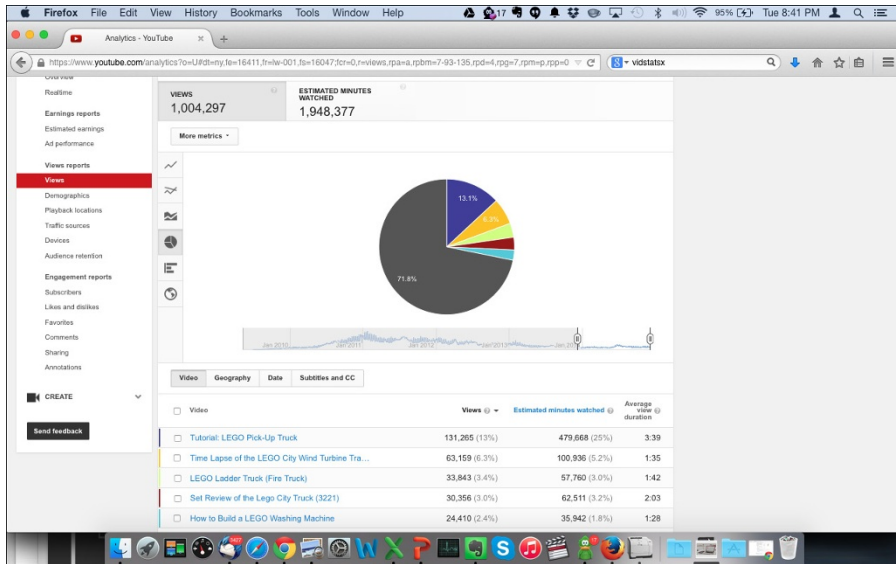 Firefox File Edit View History Bookmarks Tools Window Help 17 95% Tue 8:41 PM
Analytics - YouTube
https://www.youtube.com/analytics?o=U#dt=ny,fe=16411,fr=lw-001,fs=16047;fcr=0,r=views,rpa=a,rpbm=7-93-135,rpd=4,rpg=7,rpm=p,rpp=0 vidstatsx
Overview
Realtime
Earnings reports
Estimated earnings
Ad performance
Views reports
Views
Demographics
Playback locations
Traffic sources
Devices
Audience retention
Engagement reports
Subscribers
Likes and dislikes
Favorites
Comments
Sharing
Annotations
CREATE
Send feedback
VIEWS
1,004,297
ESTIMATED MINUTES
WATCHED
1,948,377
More metrics
13.1%
6.3%
71.8%
Jan 2010 Jan 2011 Jan 2012 Jan 2013 Jan 20
Video Geography Date Subtitles and CC
Video Views Estimated minutes watched Average view duration
Tutorial: LEGO Pick-Up Truck 131,265 (13%) 479,668 (25%) 3:39
Time Lapse of the LEGO City Wind Turbine Tra... 63,159 (6.3%) 100,936 (5.2%) 1:35
LEGO Ladder Truck (Fire Truck) 33,843 (3.4%) 57,760 (3.0%) 1:42
Set Review of the Lego City Truck (3221) 30,356 (3.0%) 62,511 (3.2%) 2:03
How to Build a LEGO Washing Machine 24,410 (2.4%) 35,942 (1.8%) 1:28